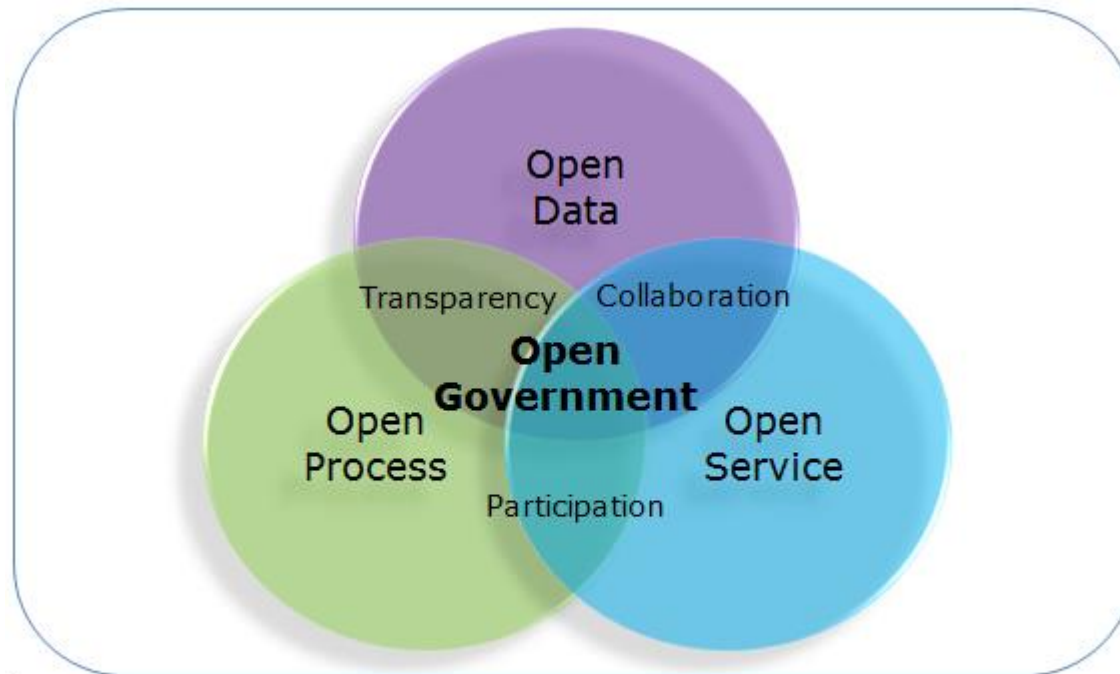 Open
Data
Transparency
Collaboration
Open
Government
Open
Process
Open
Service
Participation